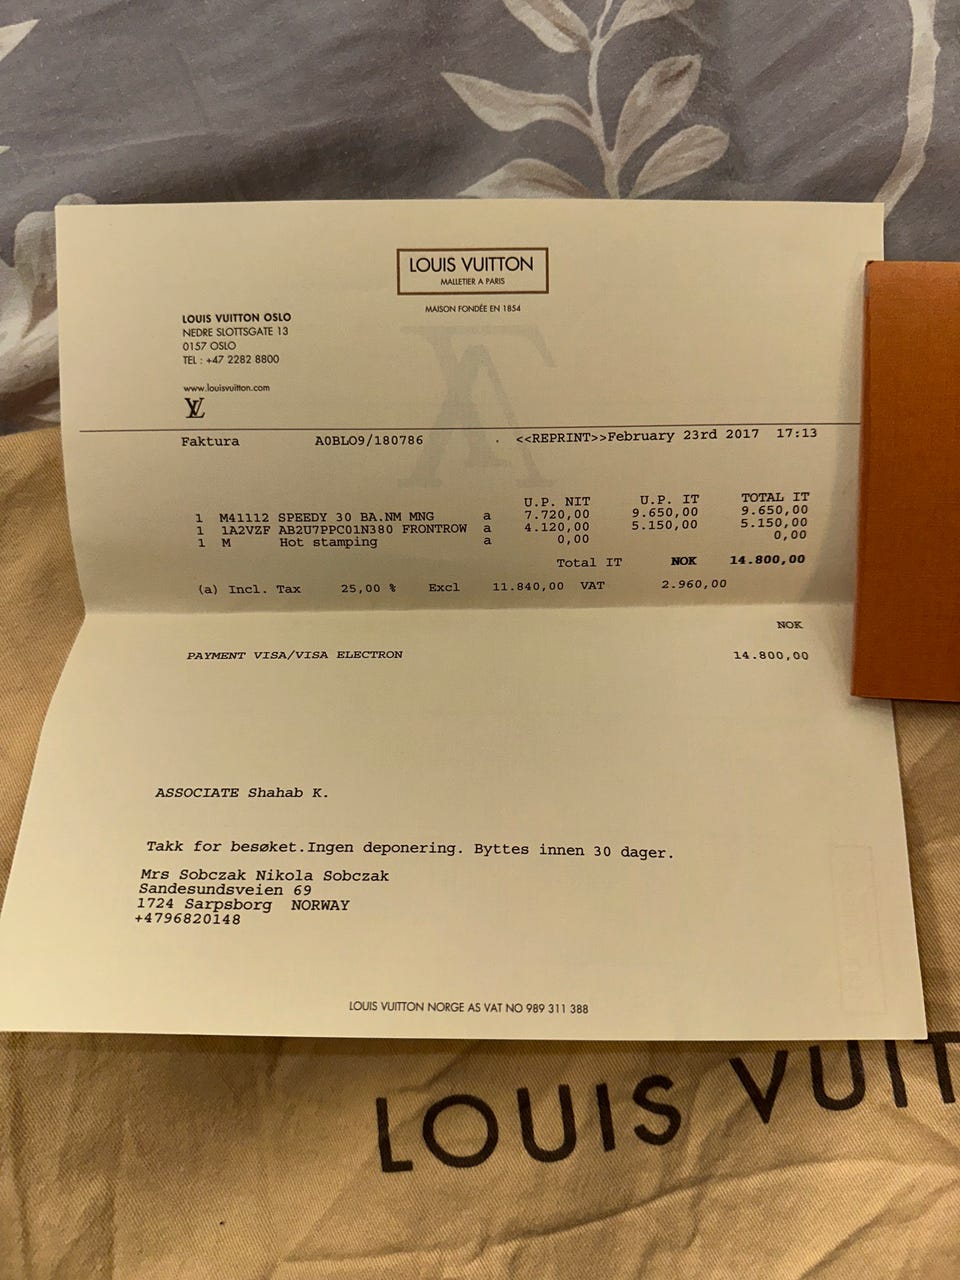 LOUIS VUITTON
MALLETIER A PARIS
MAISON FONDÉE EN 1854
LOUIS VUITTON OSLO
NEDRE SLOTTSGATE 13
0157 OSLO
TEL : +47 2282 8800
www.louisvuitton.com
LV
Faktura A0BLO9/180786 . <<REPRINT>>February 23rd 2017 17:13
U.P. NIT U.P. IT TOTAL IT
1 M41112 SPEEDY 30 BA.NM MNG a 7.720,00 9.650,00 9.650,00
1 1A2VZF AB2U7PPC01N380 FRONTROW a 4.120,00 5.150,00 5.150,00
1 M Hot stamping a 0,00 0,00
Total IT NOK 14.800,00
(a) Incl. Tax 25,00 % Excl 11.840,00 VAT 2.960,00
NOK
PAYMENT VISA/VISA ELECTRON 14.800,00
ASSOCIATE Shahab K.
Takk for besøket.Ingen deponering. Byttes innen 30 dager.
Mrs Sobczak Nikola Sobczak
Sandesundsveien 69
1724 Sarpsborg NORWAY
+4796820148
LOUIS VUITTON NORGE AS VAT NO 989 311 388
LOUIS VUIT